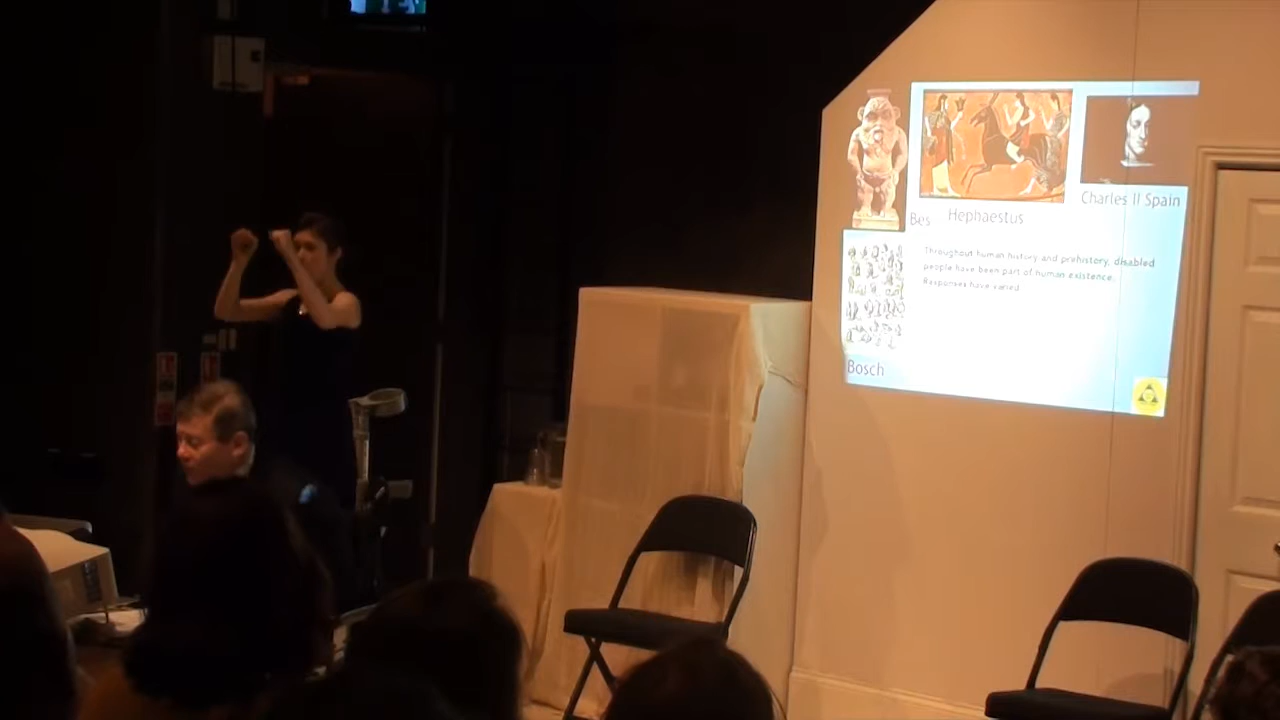 Charles II Spain
Bes
Hephaestus
Throughout human history and prehistory, disabled
people have been part of human existence.
Responses have varied
Bosch